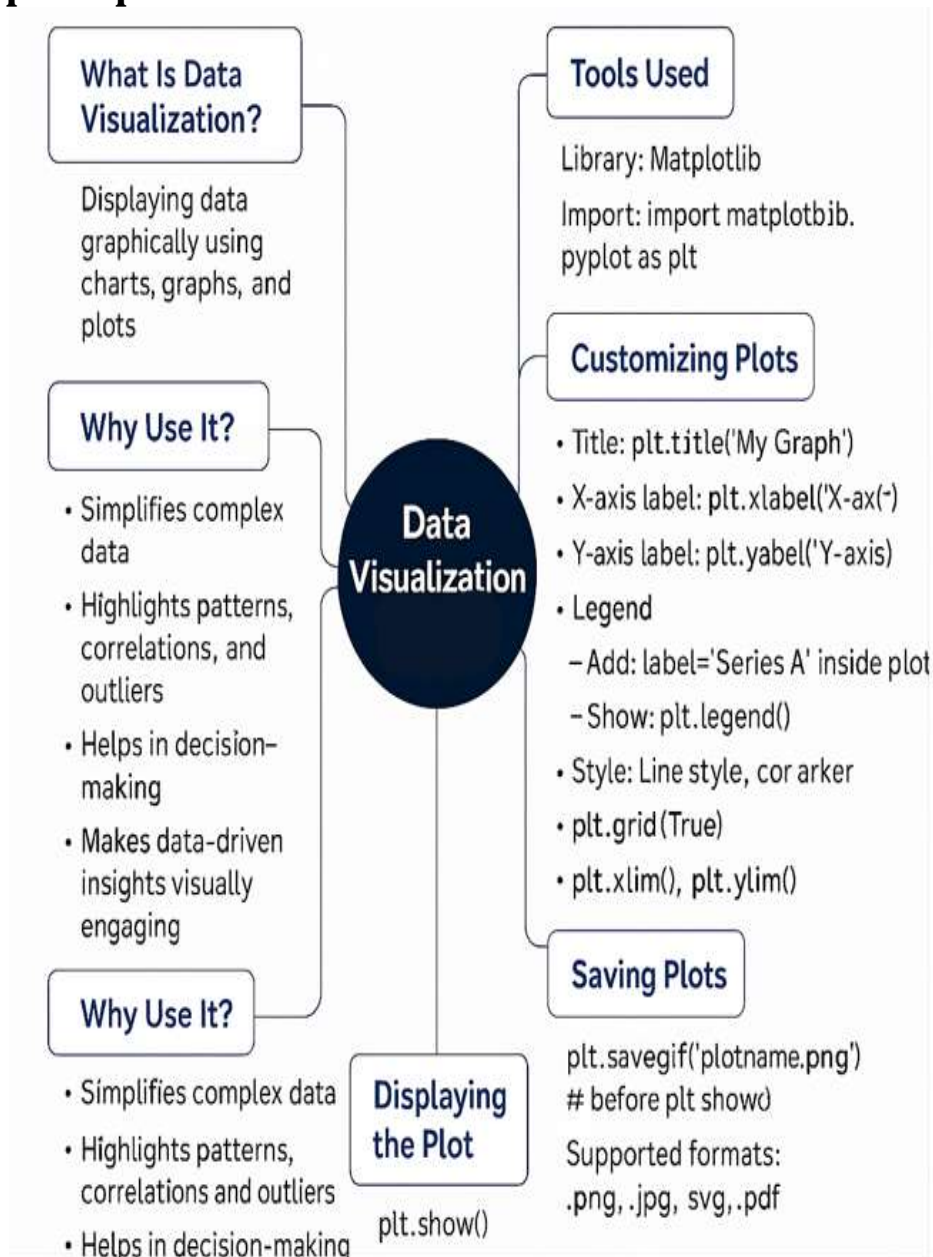 What Is Data
Visualization?
Displaying data
graphically using
charts, graphs, and
plots
Why Use It?
• Simplifies complex
data
• Highlights patterns,
correlations, and
outliers
• Helps in decision-
making
• Makes data-driven
insights visually
engaging
Why Use It?
• Simplifies complex data
• Highlights patterns,
correlations and outliers
• Helps in decision-making
Data
Visualization
Displaying
the Plot
plt.show()
Tools Used
Library: Matplotlib
Import: import matplotbib.
pyplot as plt
Customizing Plots
• Title: plt.title('My Graph')
• X-axis label: plt.xlabel('X-ax(-)
• Y-axis label: plt.yabel('Y-axis)
• Legend
– Add: label='Series A' inside plot
– Show: plt.legend()
• Style: Line style, cor arker
• plt.grid(True)
• plt.xlim(), plt.ylim()
Saving Plots
plt.savegif('plotname.png')
# before plt show()
Supported formats:
.png, .jpg, svg, .pdf